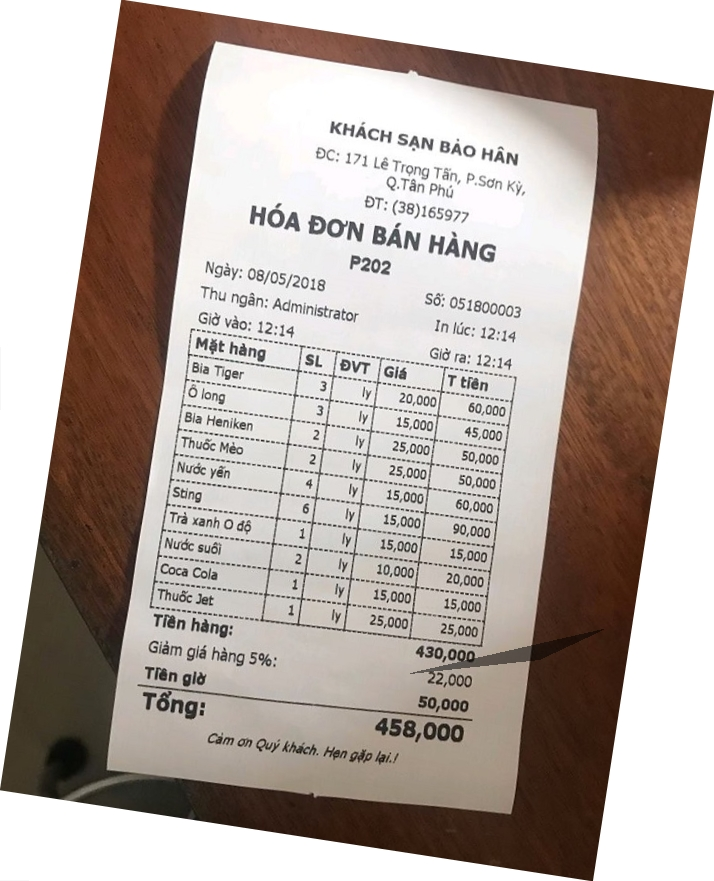 KHÁCH SẠN BẢO HÂN
ĐC: 171 Lê Trọng Tấn, P.Sơn Kỳ,
Q.Tân Phú
ĐT: (38)165977
HÓA ĐƠN BÁN HÀNG
P202
Ngày: 08/05/2018 Số: 051800003
Thu ngân: Administrator In lúc: 12:14
Giờ vào: 12:14 Giờ ra: 12:14
Mặt hàng SL ĐVT Giá T tiền
Bia Tiger 3 ly 20,000 60,000
Ô long 3 ly 15,000 45,000
Bia Heniken 2 ly 25,000 50,000
Thuốc Mèo 2 ly 25,000 50,000
Nước yến 4 ly 15,000 60,000
Sting 6 ly 15,000 90,000
Trà xanh O độ 1 ly 15,000 15,000
Nước suối 2 ly 10,000 20,000
Coca Cola 1 ly 15,000 15,000
Thuốc Jet 1 ly 25,000 25,000
Tiền hàng: 430,000
Giảm giá hàng 5%: 22,000
Tiền giờ 50,000
Tổng: 458,000
Cảm ơn Quý khách. Hẹn gặp lại.!